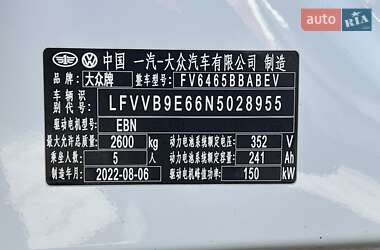 AUTO RIA
中国 一汽-大众汽车有限公司 制造
品牌 大众牌 整车型号 FV6465BBABEV
车辆识别代号 LFVVB9E66N5028955
驱动电机型号 EBN
最大允许总质量 2600 kg 动力电池系统额定电压 352 V
乘坐人数 5 人 动力电池系统额定容量 241 Ah
制造年月 2022-08-06 驱动电机峰值功率 150 kW